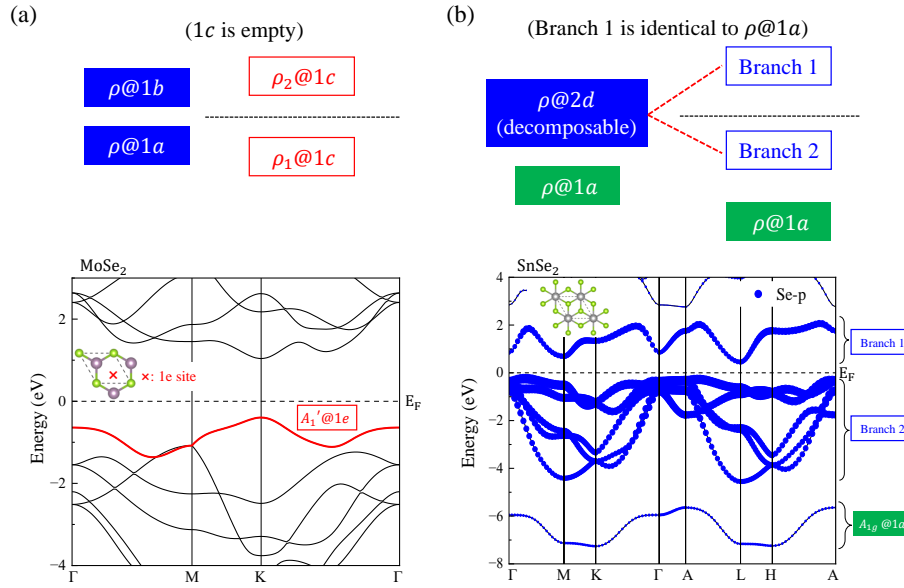 (a)
(1c is empty)
ρ@1b
ρ₂@1c
ρ@1a
ρ₁@1c
MoSe₂
2
0
−2
−4
Energy (eV)
×: 1e site
E_F
A₁′@1e
Γ
M
K
Γ
(b)
(Branch 1 is identical to ρ@1a)
ρ@2d
(decomposable)
Branch 1
Branch 2
ρ@1a
ρ@1a
SnSe₂
Se-p
4
2
0
−2
−4
−6
−8
Energy (eV)
E_F
Branch 1
Branch 2
A₁g@1a
Γ
M
K
Γ
A
L
H
A